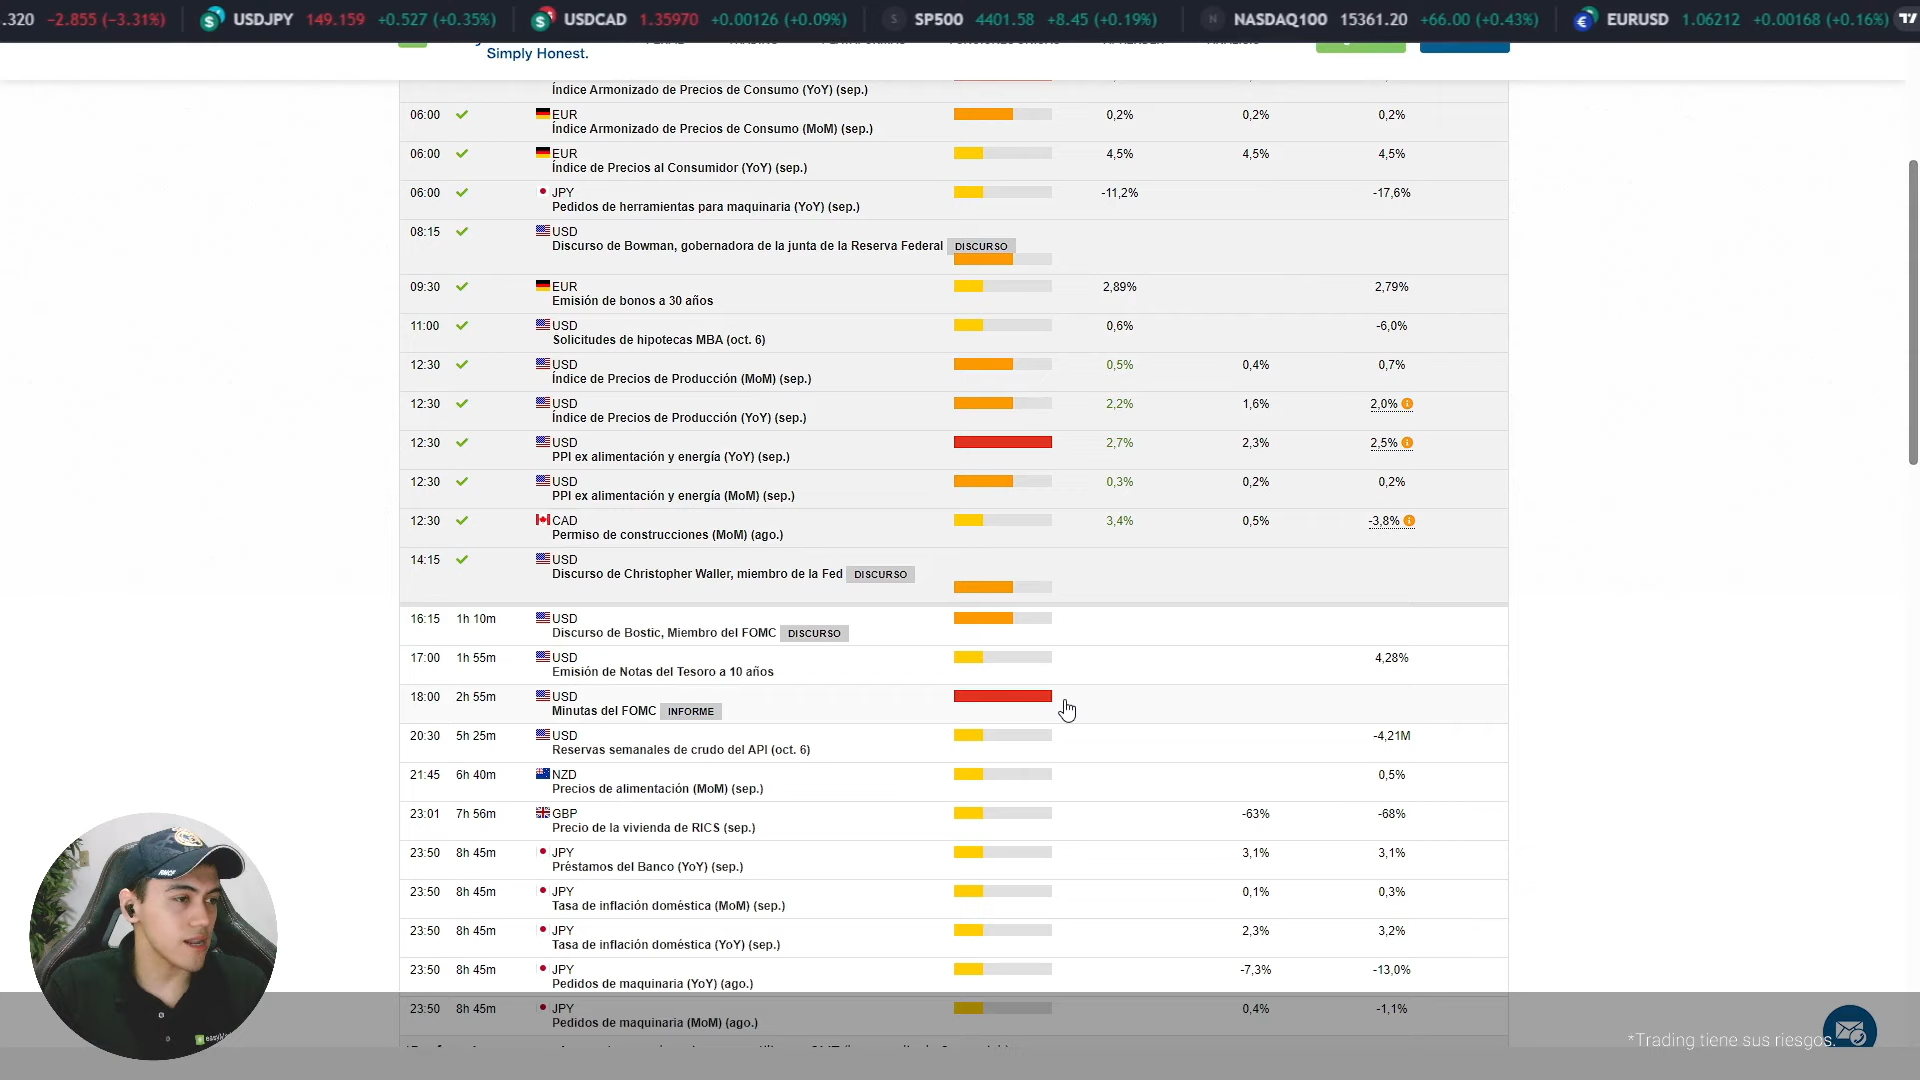 .320 -2.855 (-3.31%) USDJPY 149.159 +0.527 (+0.35%) USDCAD 1.35970 +0.00126 (+0.09%) S SP500 4401.58 +8.45 (+0.19%) N NASDAQ100 15361.20 +66.00 (+0.43%) EURUSD 1.06212 +0.00168 (+0.16%)
Simply Honest.
Índice Armonizado de Precios de Consumo (YoY) (sep.)
06:00 EUR 0,2% 0,2% 0,2%
Índice Armonizado de Precios de Consumo (MoM) (sep.)
06:00 EUR 4,5% 4,5% 4,5%
Índice de Precios al Consumidor (YoY) (sep.)
06:00 JPY -11,2% -17,6%
Pedidos de herramientas para maquinaria (YoY) (sep.)
08:15 USD
Discurso de Bowman, gobernadora de la junta de la Reserva Federal DISCURSO
09:30 EUR 2,89% 2,79%
Emisión de bonos a 30 años
11:00 USD 0,6% -6,0%
Solicitudes de hipotecas MBA (oct. 6)
12:30 USD 0,5% 0,4% 0,7%
Índice de Precios de Producción (MoM) (sep.)
12:30 USD 2,2% 1,6% 2,0%
Índice de Precios de Producción (YoY) (sep.)
12:30 USD 2,7% 2,3% 2,5%
PPI ex alimentación y energía (YoY) (sep.)
12:30 USD 0,3% 0,2% 0,2%
PPI ex alimentación y energía (MoM) (sep.)
12:30 CAD 3,4% 0,5% -3,8%
Permiso de construcciones (MoM) (ago.)
14:15 USD
Discurso de Christopher Waller, miembro de la Fed DISCURSO
16:15 1h 10m USD
Discurso de Bostic, Miembro del FOMC DISCURSO
17:00 1h 55m USD 4,28%
Emisión de Notas del Tesoro a 10 años
18:00 2h 55m USD
Minutas del FOMC INFORME
20:30 5h 25m USD -4,21M
Reservas semanales de crudo del API (oct. 6)
21:45 6h 40m NZD 0,5%
Precios de alimentación (MoM) (sep.)
23:01 7h 56m GBP -63% -68%
Precio de la vivienda de RICS (sep.)
23:50 8h 45m JPY 3,1% 3,1%
Préstamos del Banco (YoY) (sep.)
23:50 8h 45m JPY 0,1% 0,3%
Tasa de inflación doméstica (MoM) (sep.)
23:50 8h 45m JPY 2,3% 3,2%
Tasa de inflación doméstica (YoY) (sep.)
23:50 8h 45m JPY -7,3% -13,0%
Pedidos de maquinaria (YoY) (ago.)
23:50 8h 45m JPY 0,4% -1,1%
Pedidos de maquinaria (MoM) (ago.)
*Trading tiene sus riesgos.